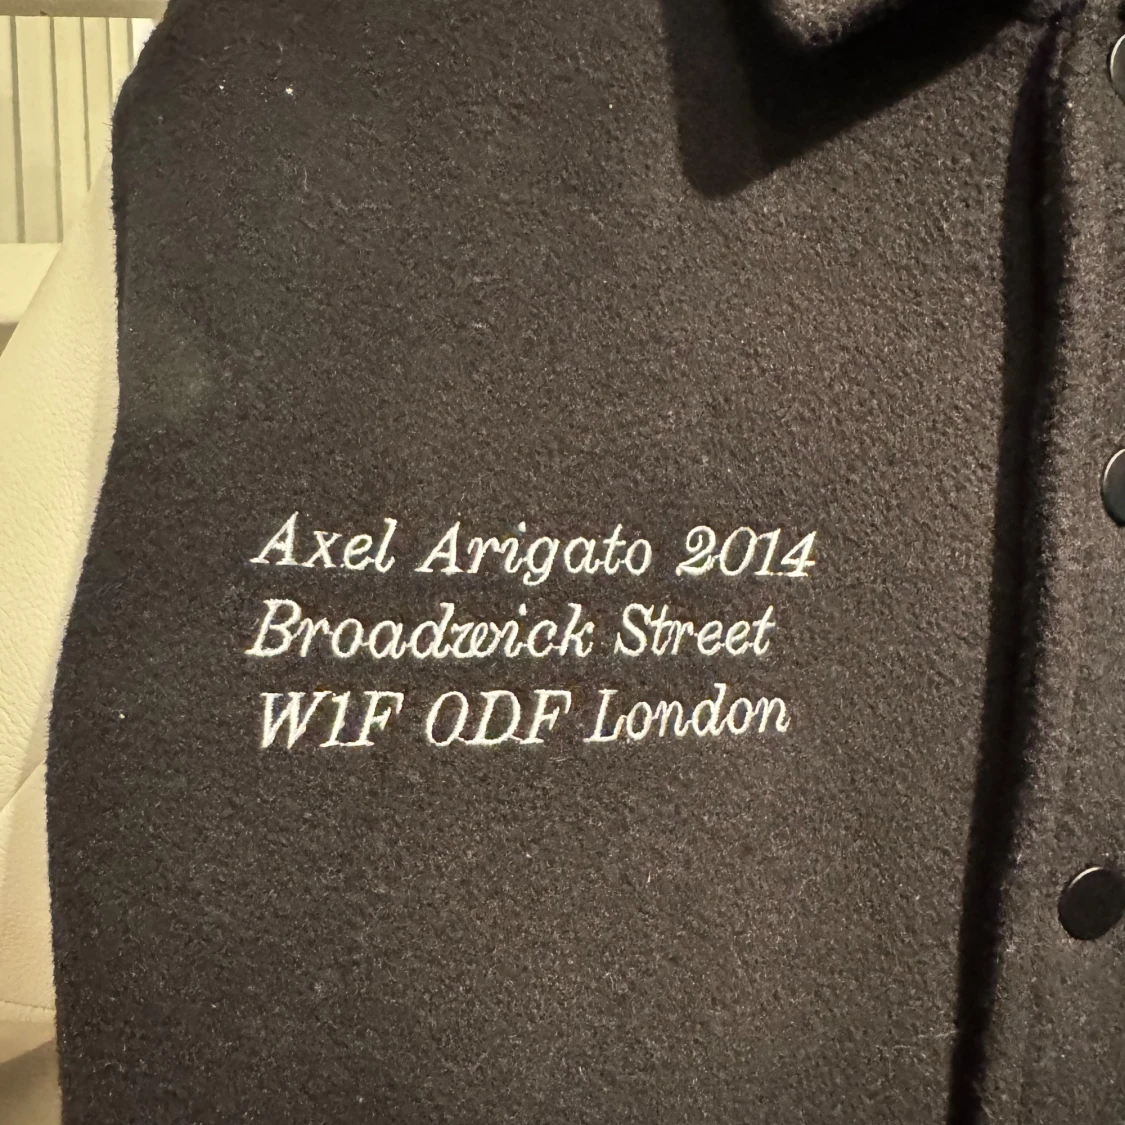 Axel Arigato 2014
Broadwick Street
W1F 0DF London